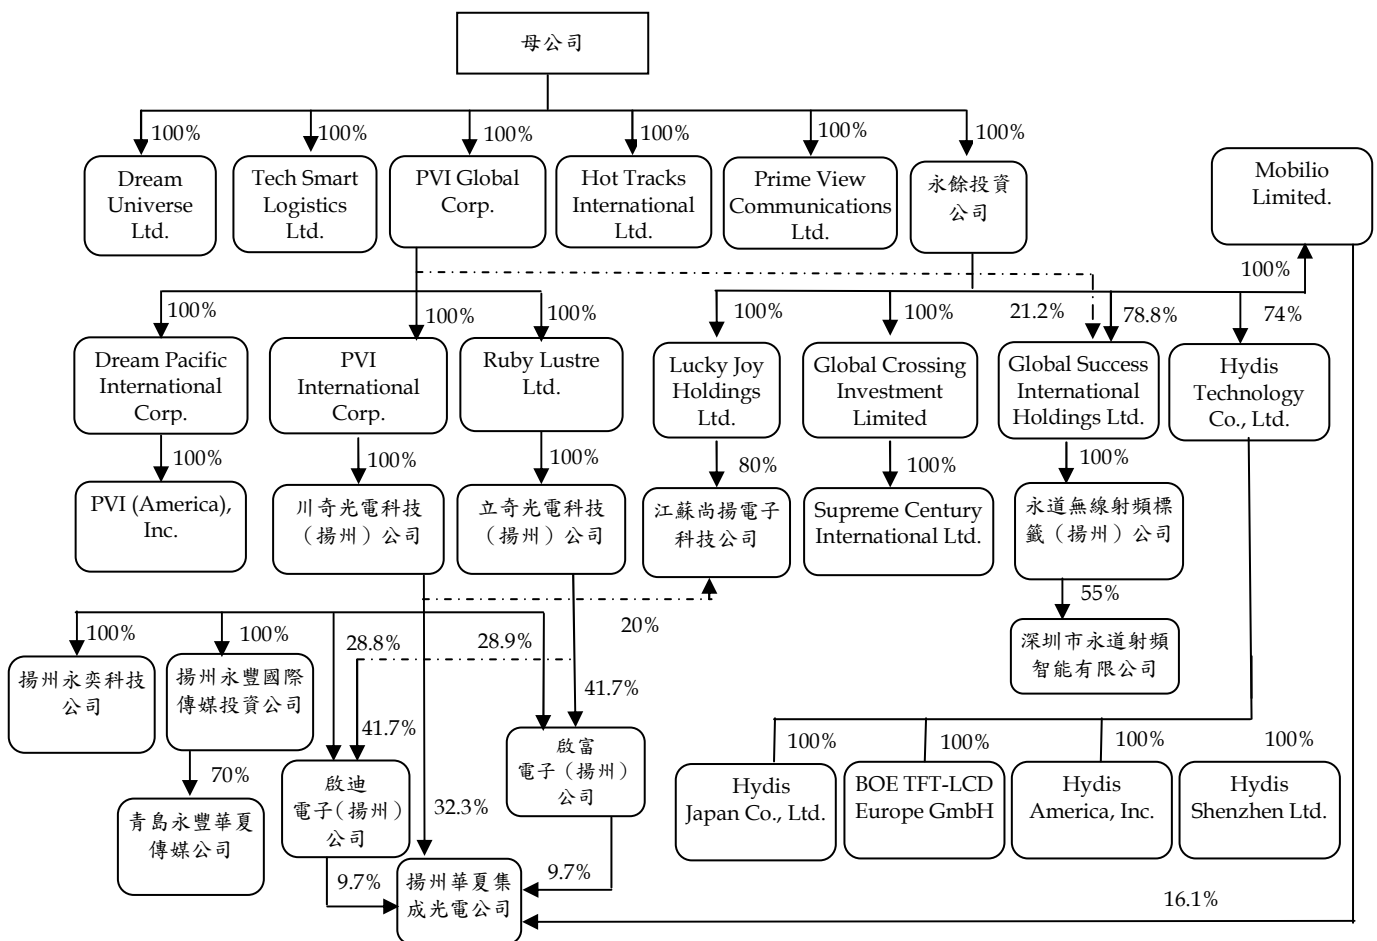 母公司
100%
100%
100%
100%
100%
100%
Dream
Universe
Ltd.
Tech Smart
Logistics
Ltd.
PVI Global
Corp.
Hot Tracks
International
Ltd.
Prime View
Communications
Ltd.
永餘投資
公司
Mobilio
Limited.
100%
100%
100%
100%
100%
100%
21.2%
78.8%
74%
Dream Pacific
International
Corp.
PVI
International
Corp.
Ruby Lustre
Ltd.
Lucky Joy
Holdings
Ltd.
Global Crossing
Investment
Limited
Global Success
International
Holdings Ltd.
Hydis
Technology
Co., Ltd.
100%
100%
100%
80%
100%
100%
PVI (America),
Inc.
川奇光電科技
（揚州）公司
立奇光電科技
（揚州）公司
江蘇尚揚電子
科技公司
Supreme Century
International Ltd.
永道無線射頻標
籤（揚州）公司
55%
20%
100%
100%
28.8%
28.9%
深圳市永道射頻
智能有限公司
揚州永奕科技
公司
揚州永豐國際
傳媒投資公司
41.7%
41.7%
啟富
電子（揚州）
公司
100%
100%
100%
100%
70%
啟迪
電子（揚州）
公司
32.3%
Hydis
Japan Co., Ltd.
BOE TFT-LCD
Europe GmbH
Hydis
America, Inc.
Hydis
Shenzhen Ltd.
青島永豐華夏
傳媒公司
9.7%
9.7%
揚州華夏集
成光電公司
16.1%